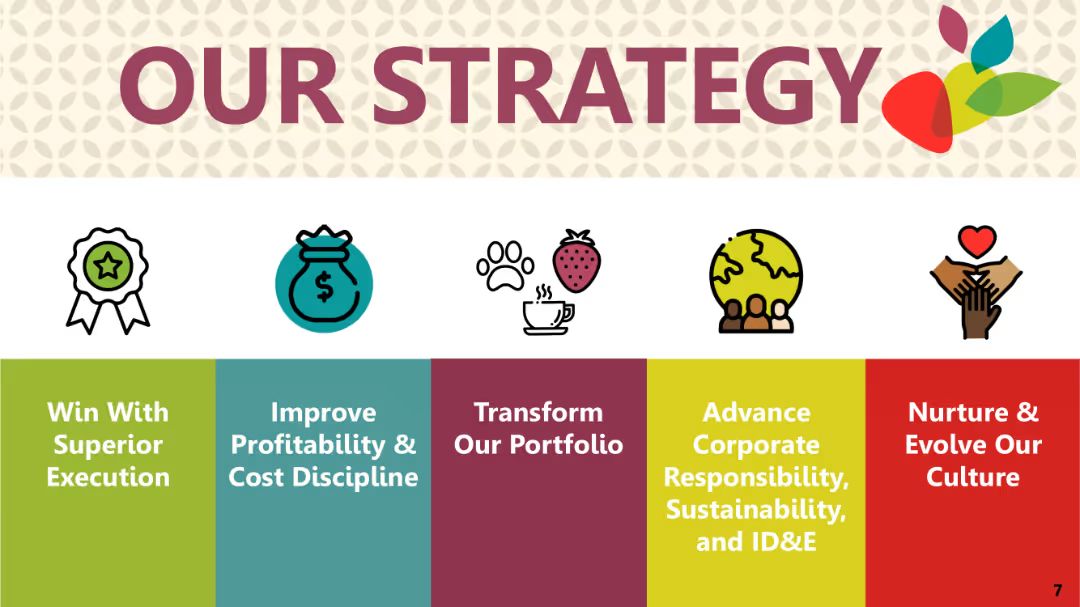 OUR STRATEGY
$
Win With
Superior
Execution
Improve
Profitability &
Cost Discipline
Transform
Our Portfolio
Advance
Corporate
Responsibility,
Sustainability,
and ID&E
Nurture &
Evolve Our
Culture
7